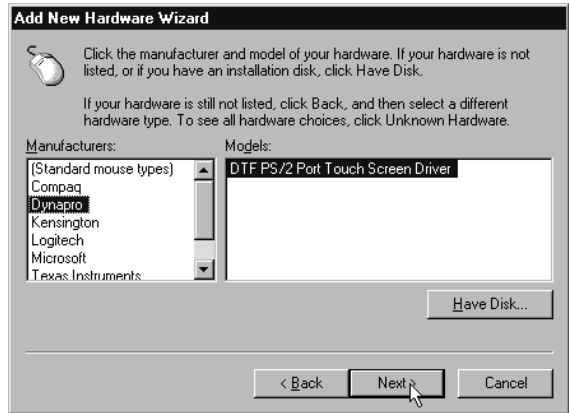 Add New Hardware Wizard
Click the manufacturer and model of your hardware. If your hardware is not
listed, or if you have an installation disk, click Have Disk.
If your hardware is still not listed, click Back, and then select a different
hardware type. To see all hardware choices, click Unknown Hardware.
Manufacturers:
(Standard mouse types)
Compaq
Dynapro
Kensington
Logitech
Microsoft
Texas Instruments
Models:
DTF PS/2 Port Touch Screen Driver
Have Disk...
< Back
Next >
Cancel